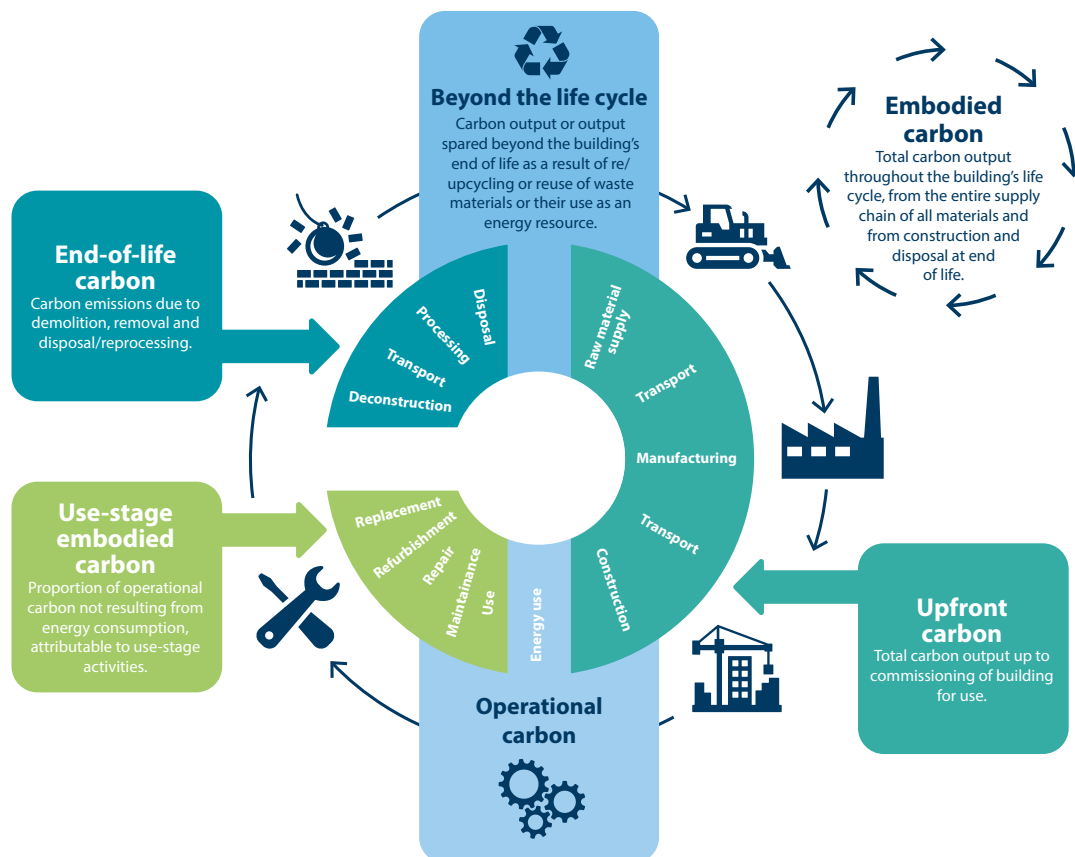 Beyond the life cycle
Carbon output or output
spared beyond the building’s
end of life as a result of re/
upcycling or reuse of waste
materials or their use as an
energy resource.
Embodied
carbon
Total carbon output
throughout the building’s life
cycle, from the entire supply
chain of all materials and
from construction and
disposal at end
of life.
End-of-life
carbon
Carbon emissions due to
demolition, removal and
disposal/reprocessing.
Disposal
Processing
Transport
Deconstruction
Raw material
supply
Transport
Manufacturing
Transport
Construction
Use-stage
embodied
carbon
Proportion of operational
carbon not resulting from
energy consumption,
attributable to use-stage
activities.
Replacement
Refurbishment
Repair
Maintainance
Use
Energy use
Upfront
carbon
Total carbon output up to
commissioning of building
for use.
Operational
carbon